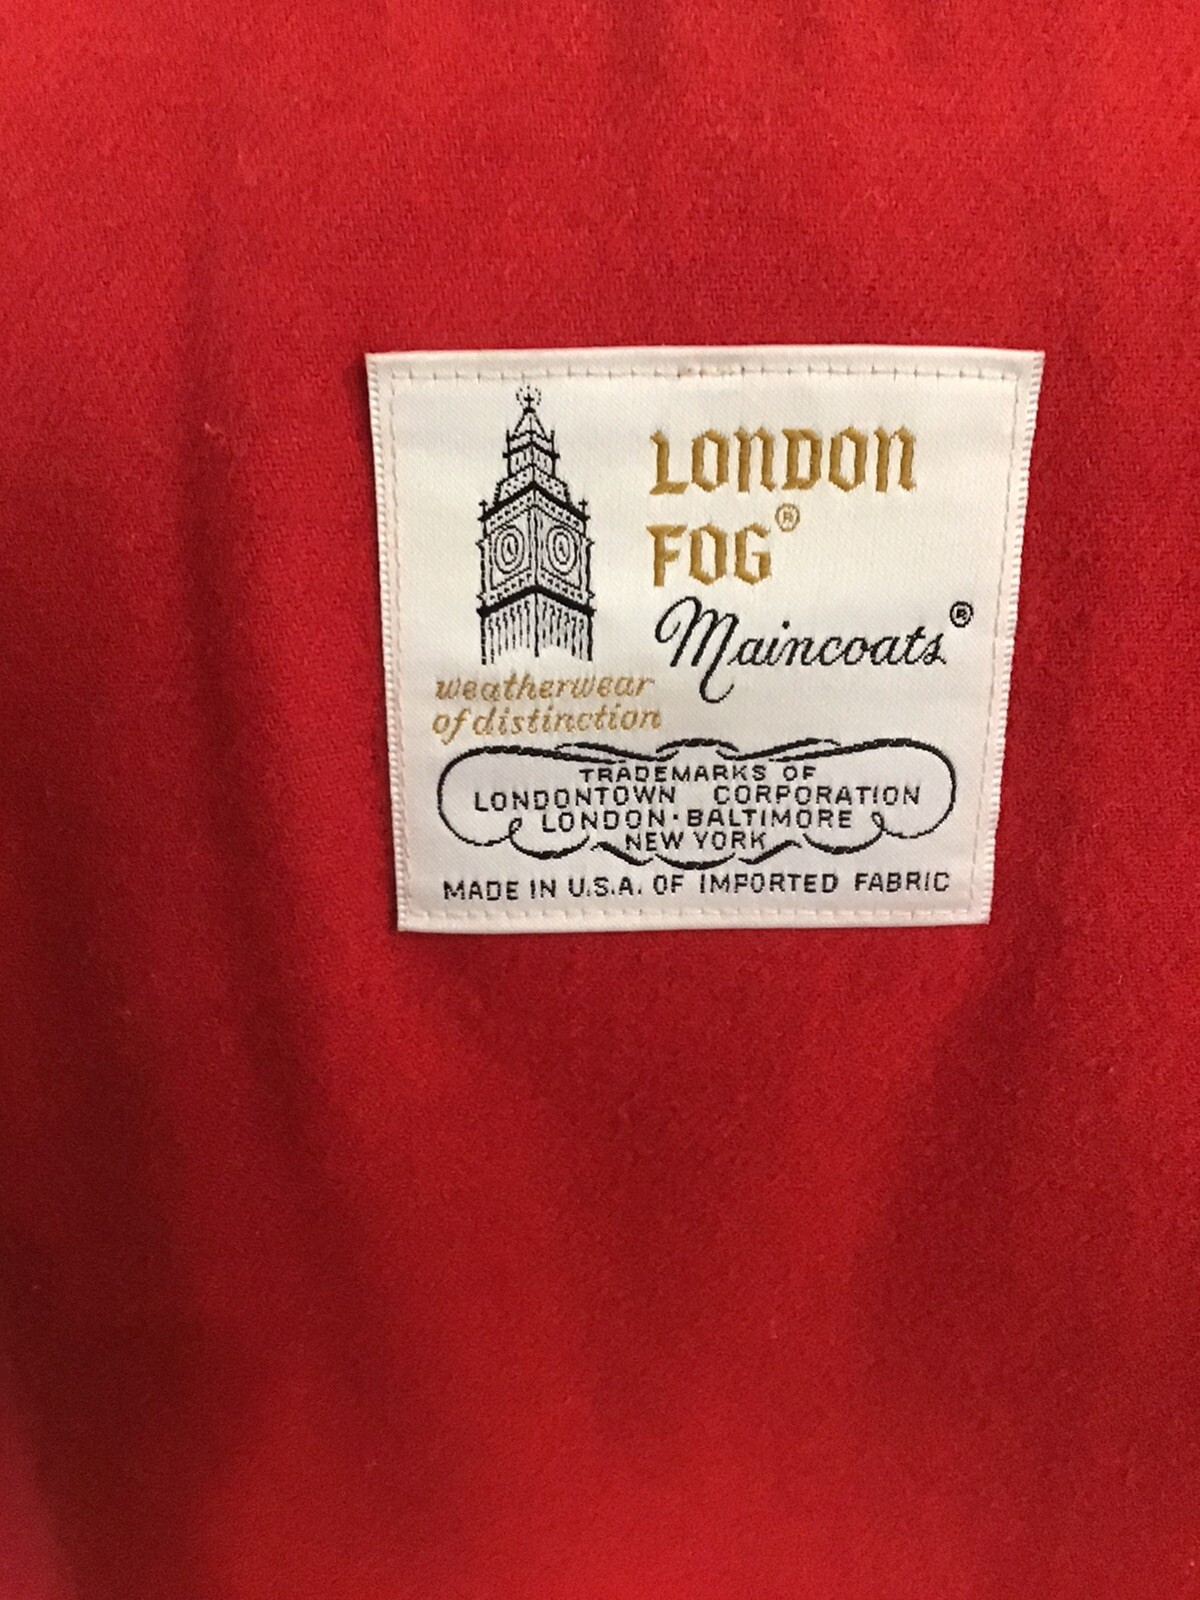 LONDON
FOG®
Maincoats®
weatherwear
of distinction
TRADEMARKS OF
LONDONTOWN CORPORATION
LONDON·BALTIMORE
NEW YORK
MADE IN U.S.A. OF IMPORTED FABRIC